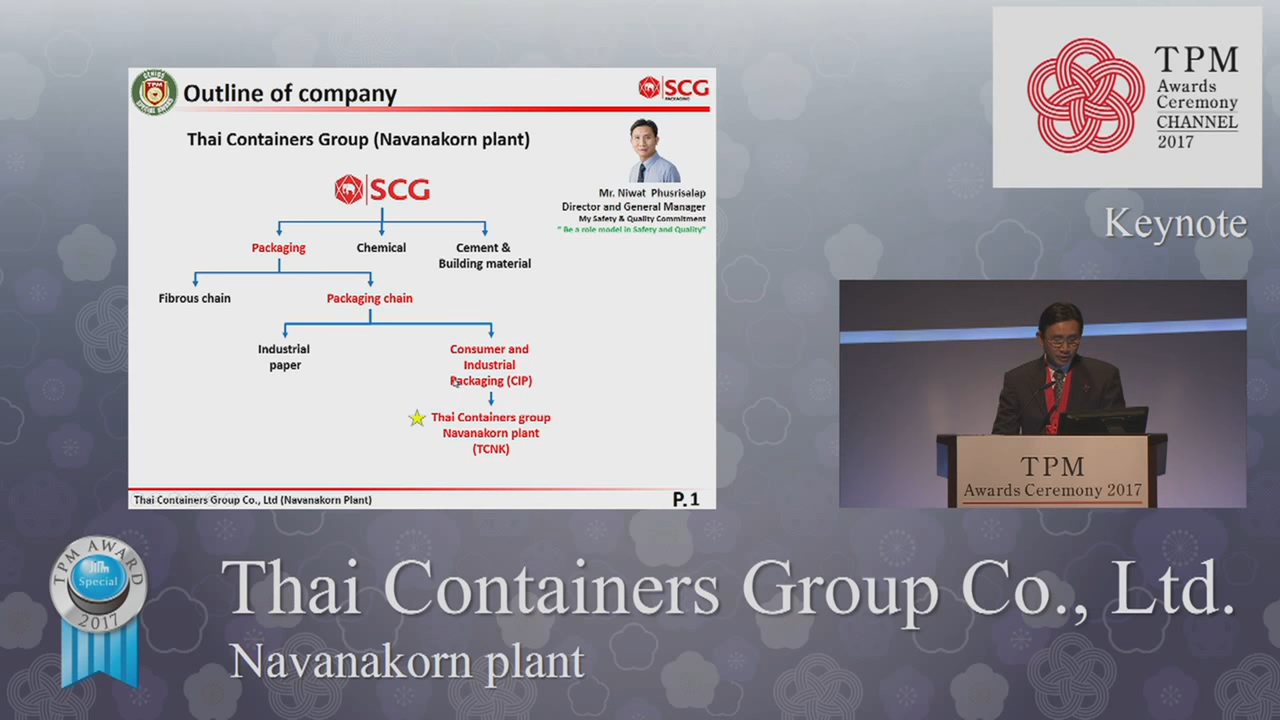 Outline of company
SCG
PACKAGING
Thai Containers Group (Navanakorn plant)
SCG
Mr. Niwat Phusrisalap
Director and General Manager
My Safety & Quality Commitment
" Be a role model in Safety and Quality"
Packaging
Chemical
Cement &
Building material
Fibrous chain
Packaging chain
Industrial
paper
Consumer and
Industrial
Packaging (CIP)
Thai Containers group
Navanakorn plant
(TCNK)
Thai Containers Group Co., Ltd (Navanakorn Plant)
P.1
TPM
Awards
Ceremony
CHANNEL
2017
Keynote
TPM
Awards Ceremony 2017
TPM AWARD
Special
2017
Thai Containers Group Co., Ltd.
Navanakorn plant